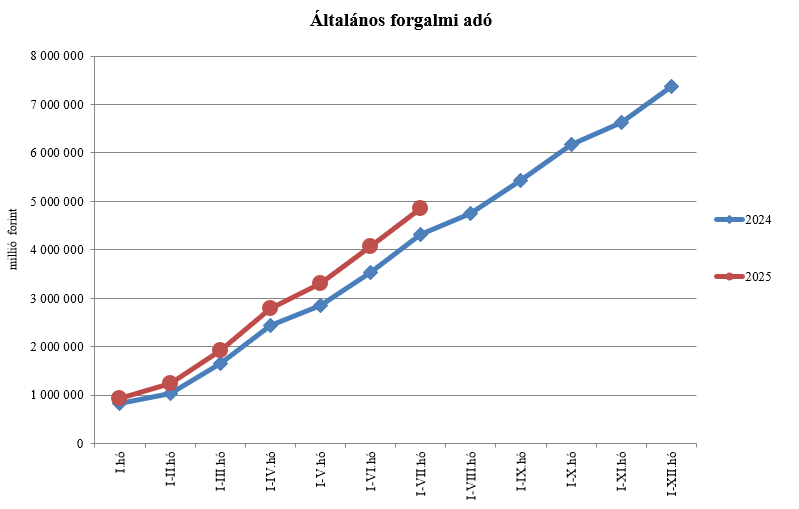 Általános forgalmi adó
8 000 000
7 000 000
6 000 000
5 000 000
4 000 000
3 000 000
2 000 000
1 000 000
0
millió forint
I.hó
I-II.hó
I-III.hó
I-IV.hó
I-V.hó
I-VI.hó
I-VII.hó
I-VIII.hó
I-IX.hó
I-X.hó
I-XI.hó
I-XII.hó
2024
2025